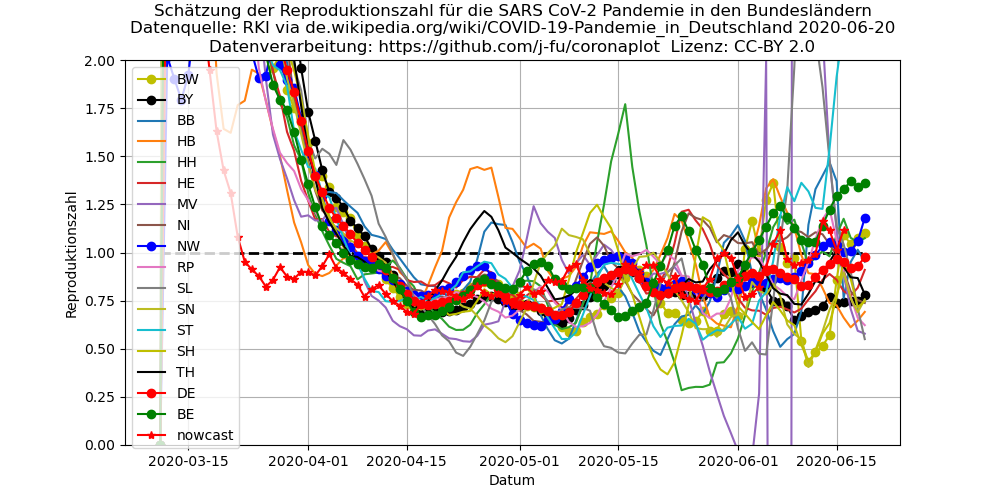 Schätzung der Reproduktionszahl für die SARS CoV-2 Pandemie in den Bundesländern
Datenquelle: RKI via de.wikipedia.org/wiki/COVID-19-Pandemie_in_Deutschland 2020-06-20
Datenverarbeitung: https://github.com/j-fu/coronaplot Lizenz: CC-BY 2.0
Reproduktionszahl
2.00
1.75
1.50
1.25
1.00
0.75
0.50
0.25
0.00
BW
BY
BB
HB
HH
HE
MV
NI
NW
RP
SL
SN
ST
SH
TH
DE
BE
nowcast
2020-03-15
2020-04-01
2020-04-15
2020-05-01
2020-05-15
2020-06-01
2020-06-15
Datum